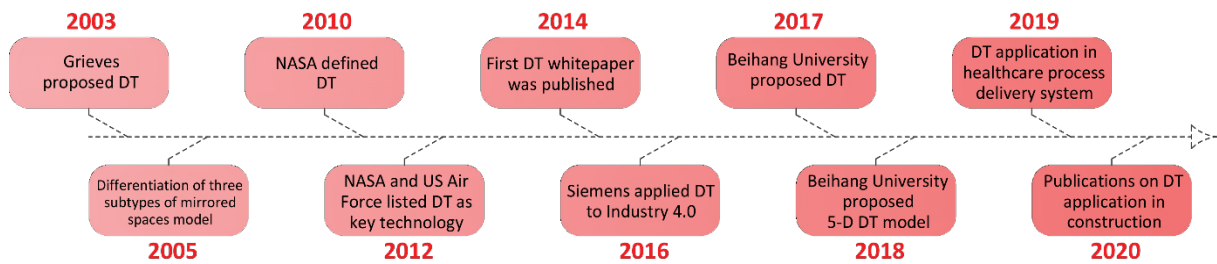 2003
Grieves
proposed DT
2010
NASA defined
DT
2014
First DT whitepaper
was published
2017
Beihang University
proposed DT
2019
DT application in
healthcare process
delivery system
Differentiation of three
subtypes of mirrored
spaces model
2005
NASA and US Air
Force listed DT as
key technology
2012
Siemens applied DT
to Industry 4.0
2016
Beihang University
proposed
5-D DT model
2018
Publications on DT
application in
construction
2020